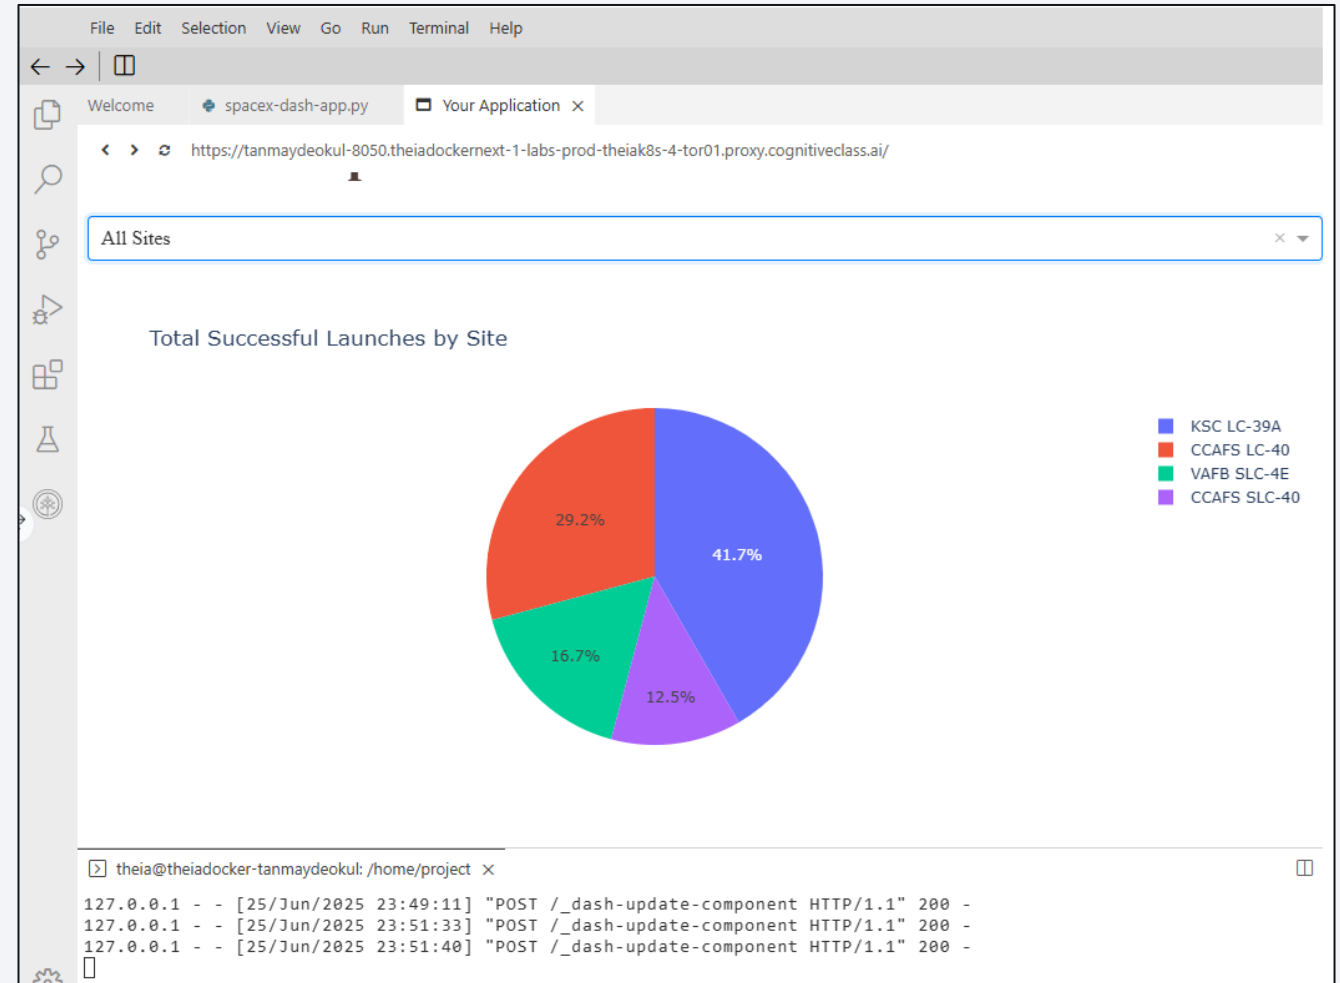 File Edit Selection View Go Run Terminal Help
Welcome spacex-dash-app.py Your Application
https://tanmaydeokul-8050.theiadockernext-1-labs-prod-theiak8s-4-tor01.proxy.cognitiveclass.ai/
All Sites
Total Successful Launches by Site
KSC LC-39A
CCAFS LC-40
VAFB SLC-4E
CCAFS SLC-40
29.2%
41.7%
16.7%
12.5%
theia@theiadocker-tanmaydeokul: /home/project
127.0.0.1 - - [25/Jun/2025 23:49:11] "POST /_dash-update-component HTTP/1.1" 200 -
127.0.0.1 - - [25/Jun/2025 23:51:33] "POST /_dash-update-component HTTP/1.1" 200 -
127.0.0.1 - - [25/Jun/2025 23:51:40] "POST /_dash-update-component HTTP/1.1" 200 -